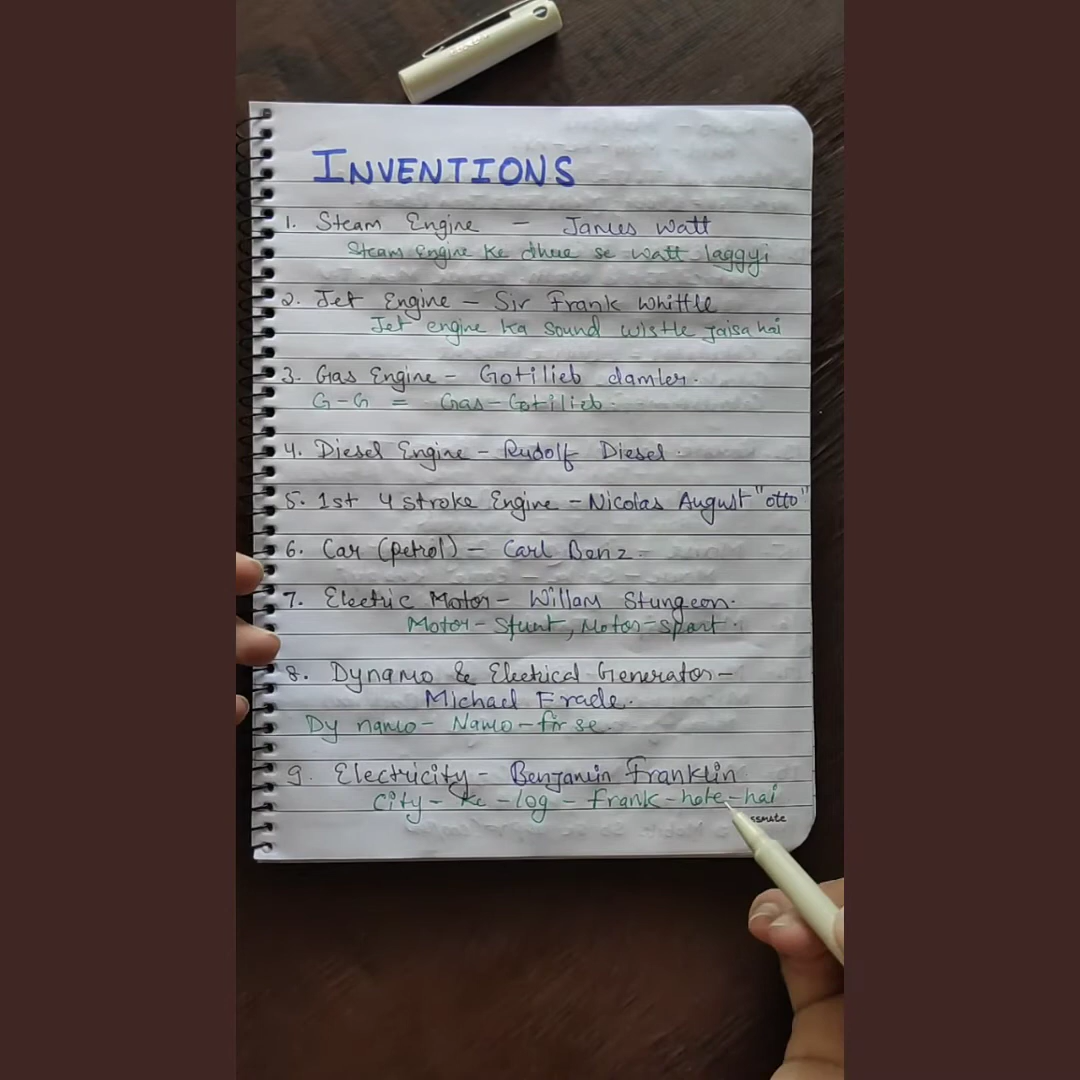 INVENTIONS
1. Steam Engine – James Watt
Steam Engine Ke dhue se watt laggyi
2. Jet Engine – Sir Frank Whittle
Jet engine ka sound wistle jaisa hai
3. Gas Engine – Gotilieb damler.
G-G = Gas-Gotilieb.
4. Diesel Engine – Rudolf Diesel.
5. 1st 4 stroke Engine – Nicolas August "otto"
6. Car (petrol) – Carl Benz.
7. Electric Motor – Willam Stungeon.
Motor – Stunt, Motor-sport.
8. Dynamo & Electrical Generator –
Michael Frade.
Dy namo – Namo – fir se.
9. Electricity – Benjamin Franklin
City – Ke – log – Frank – hote – hai
ssmate